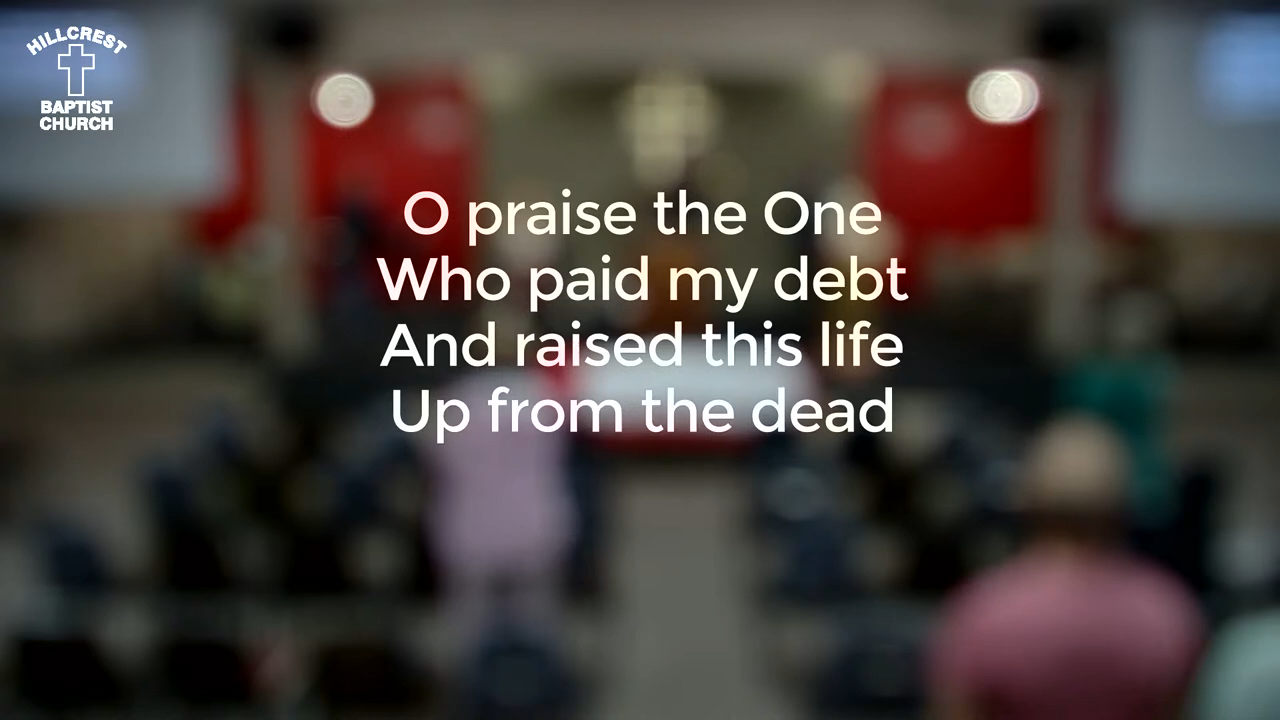 HILLCREST
BAPTIST
CHURCH
O praise the One
Who paid my debt
And raised this life
Up from the dead